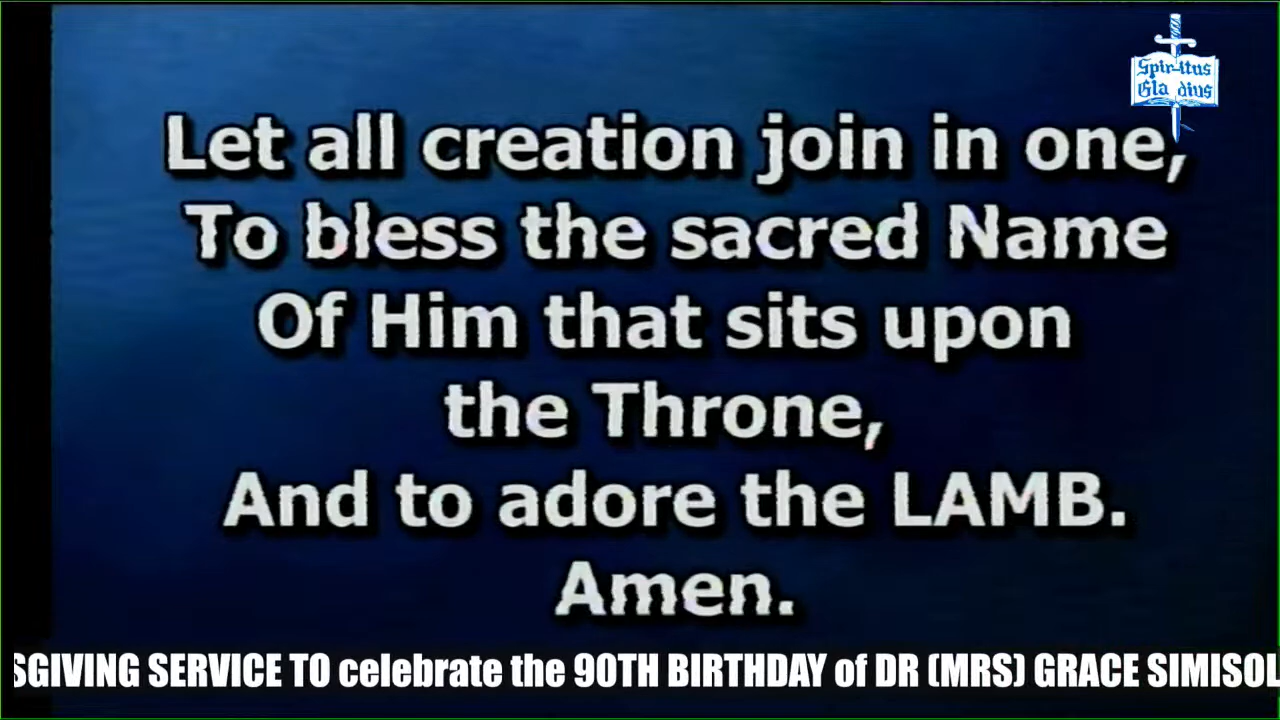 Spiritus
Gladius
Let all creation join in one,
To bless the sacred Name
Of Him that sits upon
the Throne,
And to adore the LAMB.
Amen.
SGIVING SERVICE TO celebrate the 90TH BIRTHDAY of DR (MRS) GRACE SIMISOL